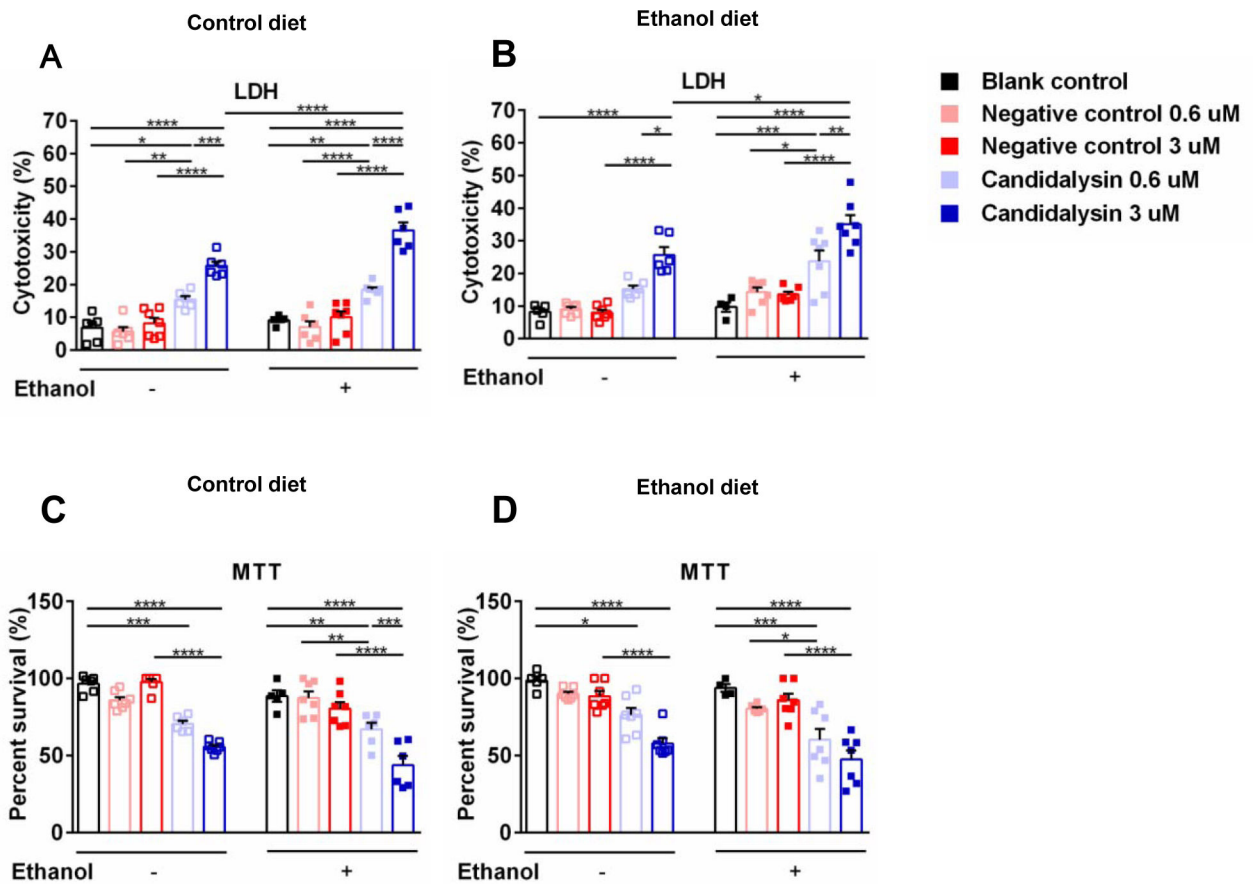 Control diet
Ethanol diet
A
B
LDH
LDH
Blank control
Negative control 0.6 uM
Negative control 3 uM
Candidalysin 0.6 uM
Candidalysin 3 uM
****
****
****
* ***
** **
** ****
**** ****
*
****
****
*
*** **
*
**** ****
Cytotoxicity (%)
70
60
50
40
30
20
10
0
Cytotoxicity (%)
70
60
50
40
30
20
10
0
Ethanol - +
Ethanol - +
Control diet
Ethanol diet
C
D
MTT
MTT
**** ****
*** ** ***
**
**** ****
**** ****
* ***
*
**** ****
Percent survival (%)
150
100
50
0
Percent survival (%)
150
100
50
0
Ethanol - +
Ethanol - +